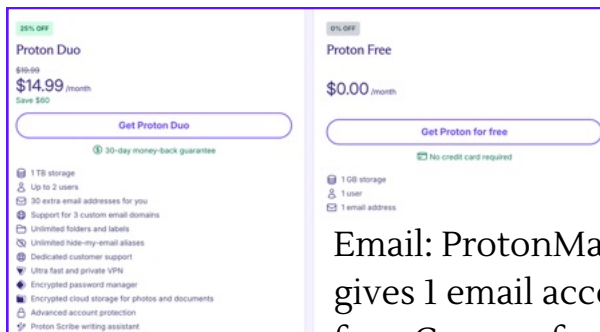 25% OFF
Proton Duo
$19.99
$14.99 /month
Save $60
Get Proton Duo
30-day money-back guarantee
1 TB storage
Up to 2 users
30 extra email addresses for you
Support for 3 custom email domains
Unlimited folders and labels
Unlimited hide-my-email aliases
Dedicated customer support
Ultra fast and private VPN
Encrypted password manager
Encrypted cloud storage for photos and documents
Advanced account protection
Proton Scribe writing assistant
0% OFF
Proton Free
$0.00 /month
Get Proton for free
No credit card required
1 GB storage
1 user
1 email address
Email: ProtonMa
gives 1 email acc